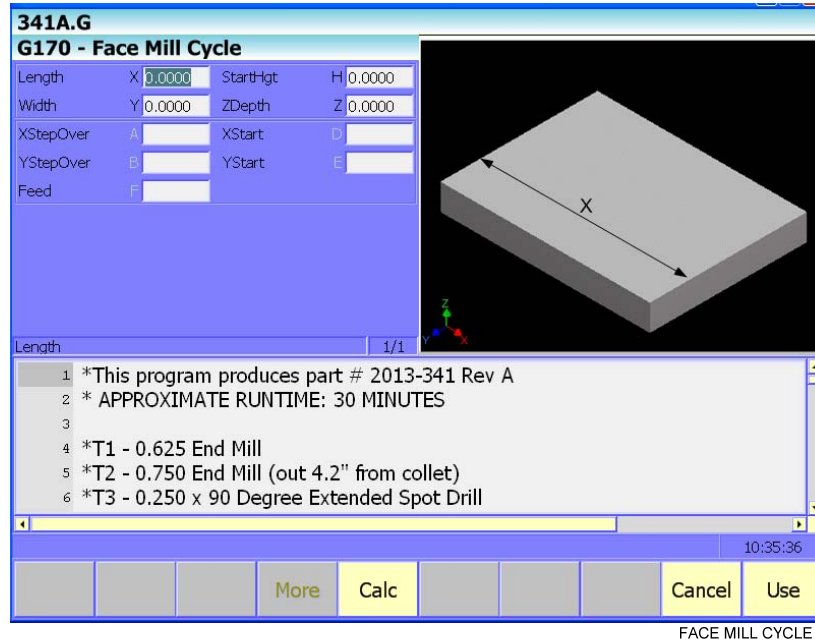 341A.G
G170 - Face Mill Cycle
Length X 0.0000 StartHgt H 0.0000
Width Y 0.0000 ZDepth Z 0.0000
XStepOver A XStart D
YStepOver B YStart E
Feed F
X
Z
Y X
Length 1/1
1 *This program produces part # 2013-341 Rev A
2 * APPROXIMATE RUNTIME: 30 MINUTES
3
4 *T1 - 0.625 End Mill
5 *T2 - 0.750 End Mill (out 4.2" from collet)
6 *T3 - 0.250 x 90 Degree Extended Spot Drill
10:35:36
More Calc Cancel Use
FACE MILL CYCLE